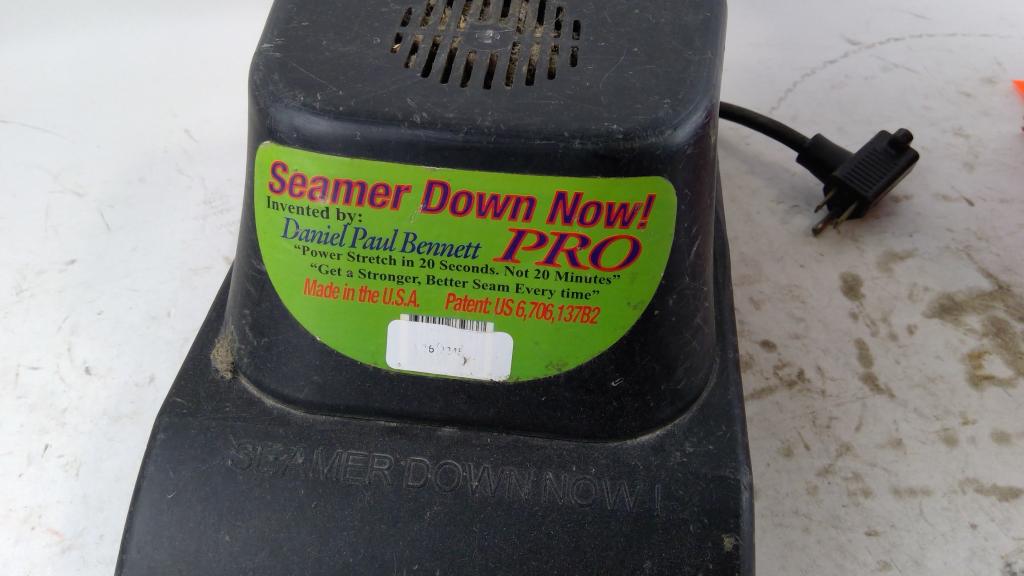 Seamer Down Now!
Invented by:
Daniel Paul Bennett PRO
"Power Stretch in 20 Seconds. Not 20 Minutes"
"Get a Stronger, Better Seam Every time"
Made in the U.S.A. Patent: US 6,706,137B2
SEAMER DOWN NOW !